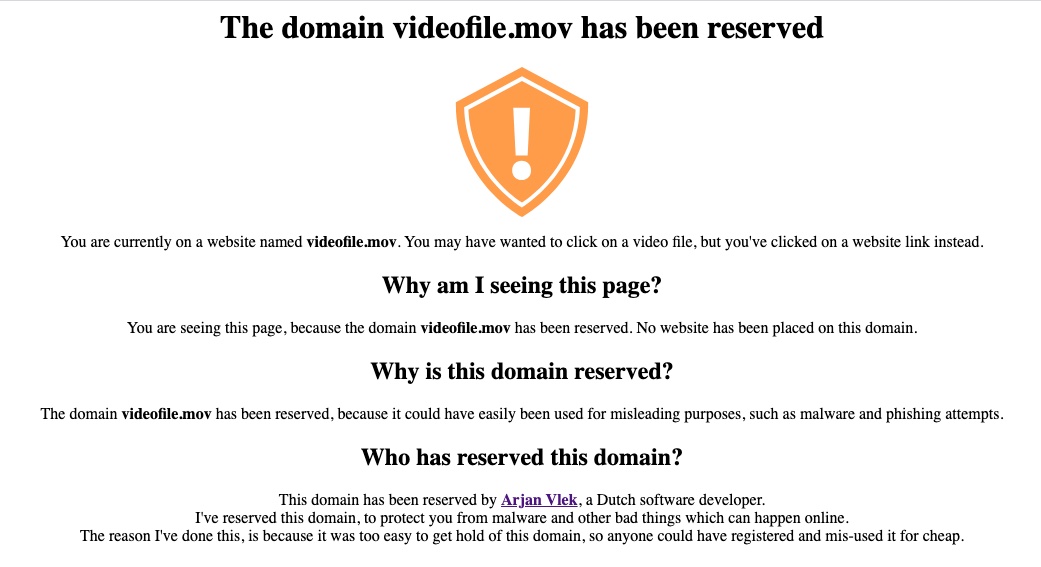 The domain videofile.mov has been reserved
!
You are currently on a website named videofile.mov. You may have wanted to click on a video file, but you've clicked on a website link instead.
Why am I seeing this page?
You are seeing this page, because the domain videofile.mov has been reserved. No website has been placed on this domain.
Why is this domain reserved?
The domain videofile.mov has been reserved, because it could have easily been used for misleading purposes, such as malware and phishing attempts.
Who has reserved this domain?
This domain has been reserved by Arjan Vlek, a Dutch software developer.
I've reserved this domain, to protect you from malware and other bad things which can happen online.
The reason I've done this, is because it was too easy to get hold of this domain, so anyone could have registered and mis-used it for cheap.